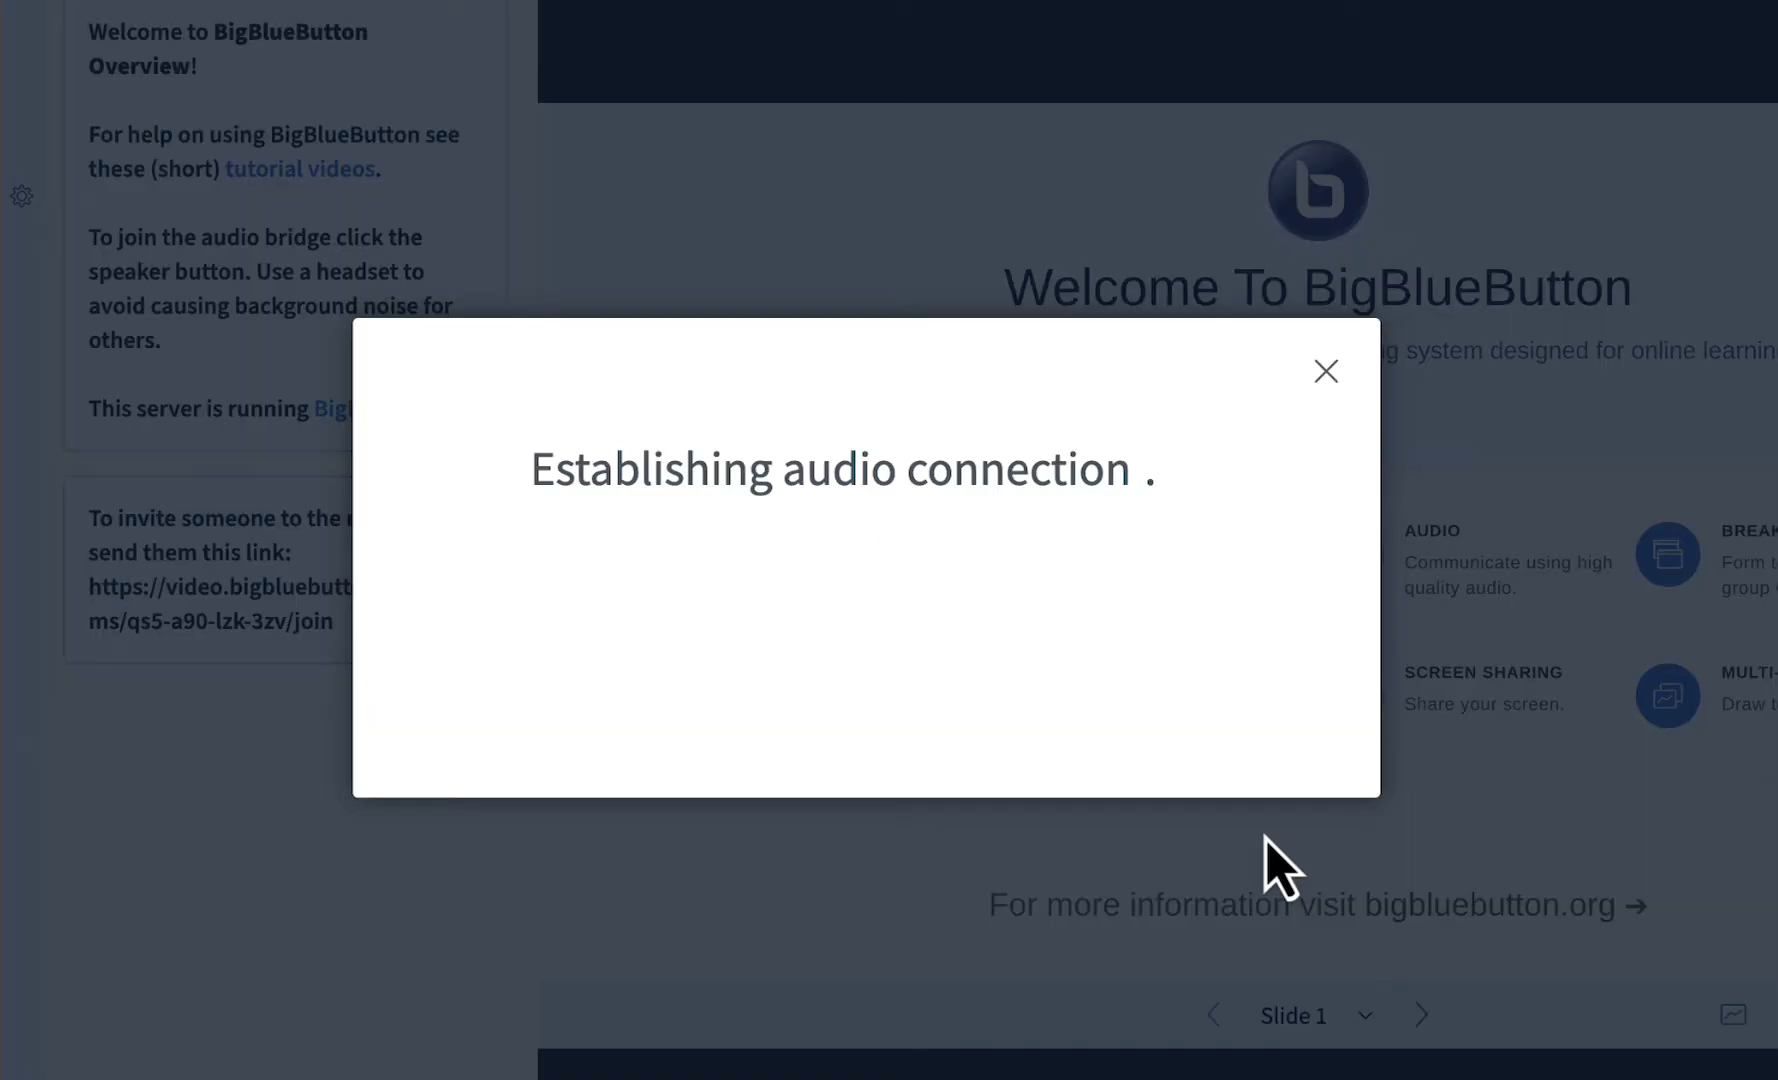 Welcome to BigBlueButton
Overview!
For help on using BigBlueButton see
these (short) tutorial videos.
To join the audio bridge click the
speaker button. Use a headset to
avoid causing background noise for
others.
This server is running
To invite someone to the
send them this link:
https://video.bigbluebutt
ms/qs5-a90-lzk-3zv/join
Welcome To BigBlueButton
system designed for online
Establishing audio connection .
AUDIO
Communicate using high
quality audio.
SCREEN SHARING
Share your screen.
Form
group
Draw
For more information visit bigbluebutton.org →
Slide 1